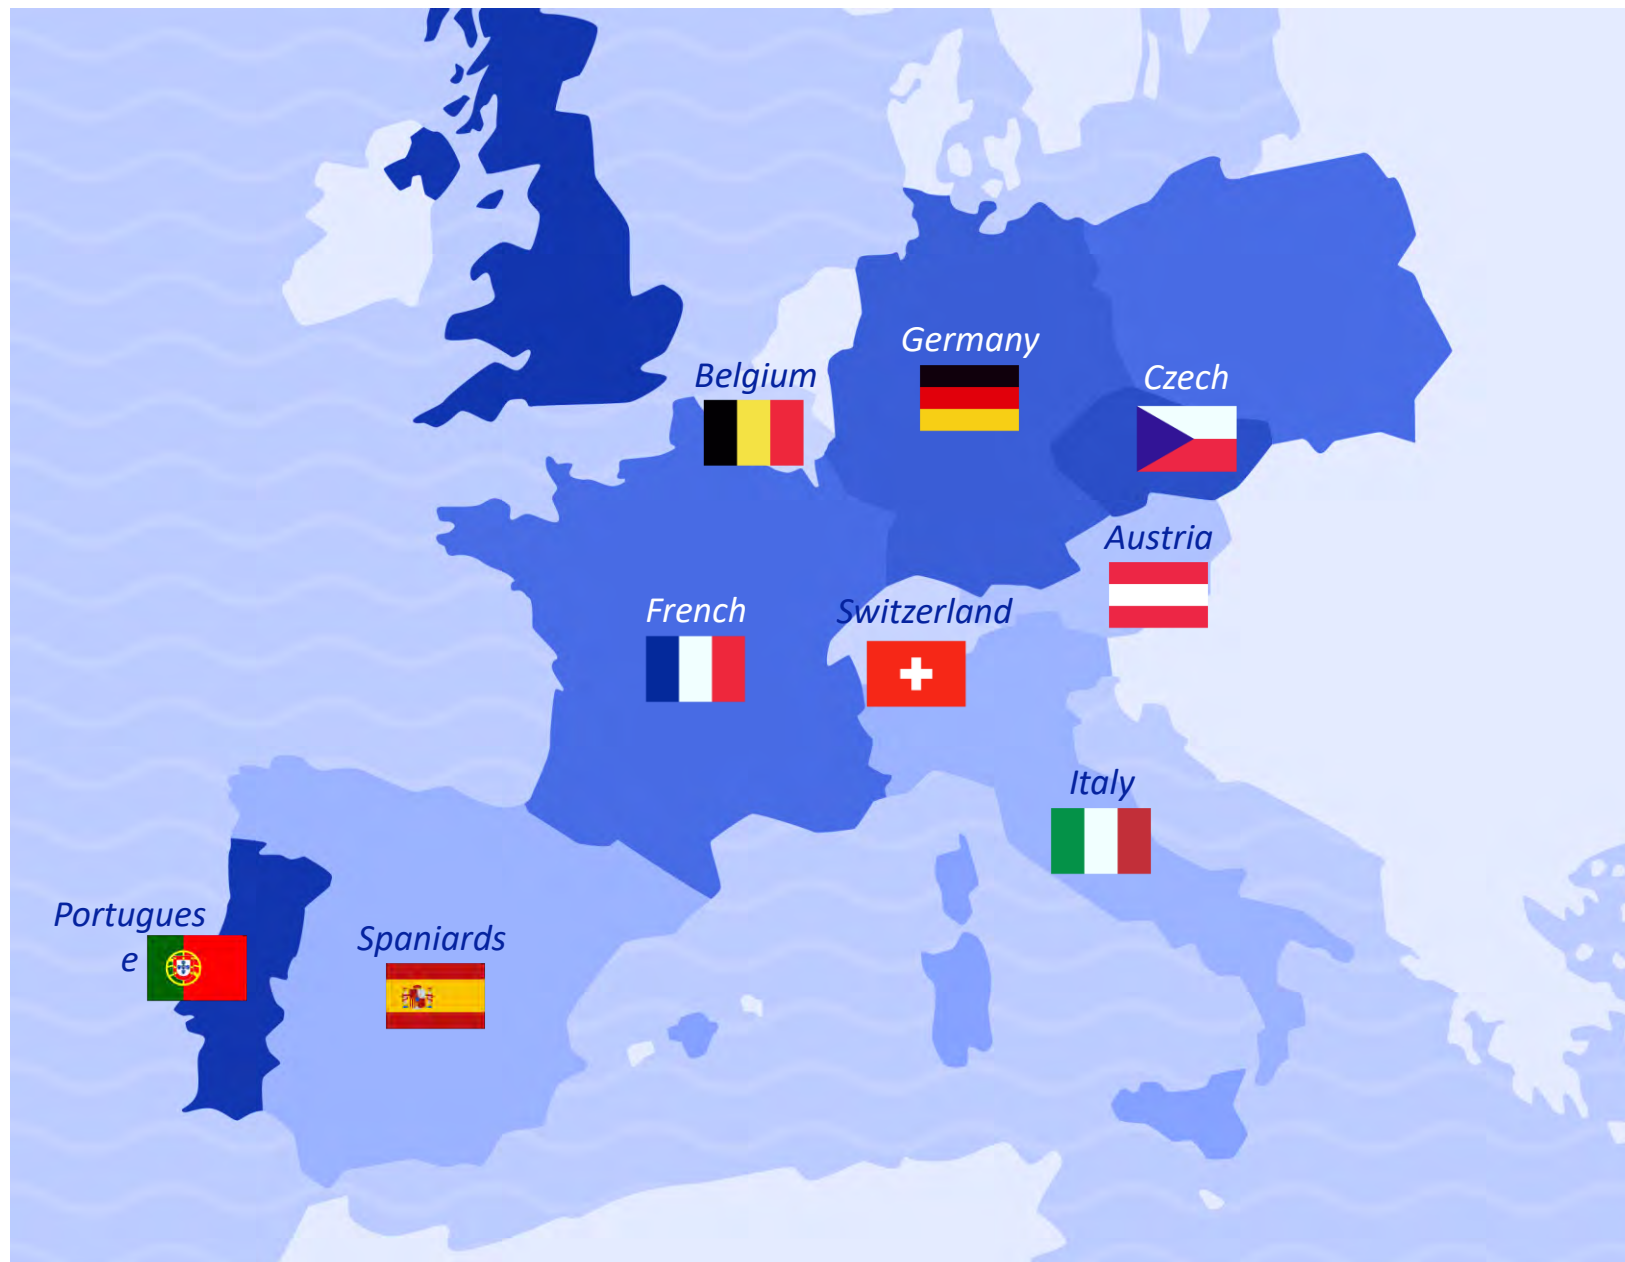 Germany
Belgium
Czech
Austria
French
Switzerland
Italy
Portugues
e
Spaniards